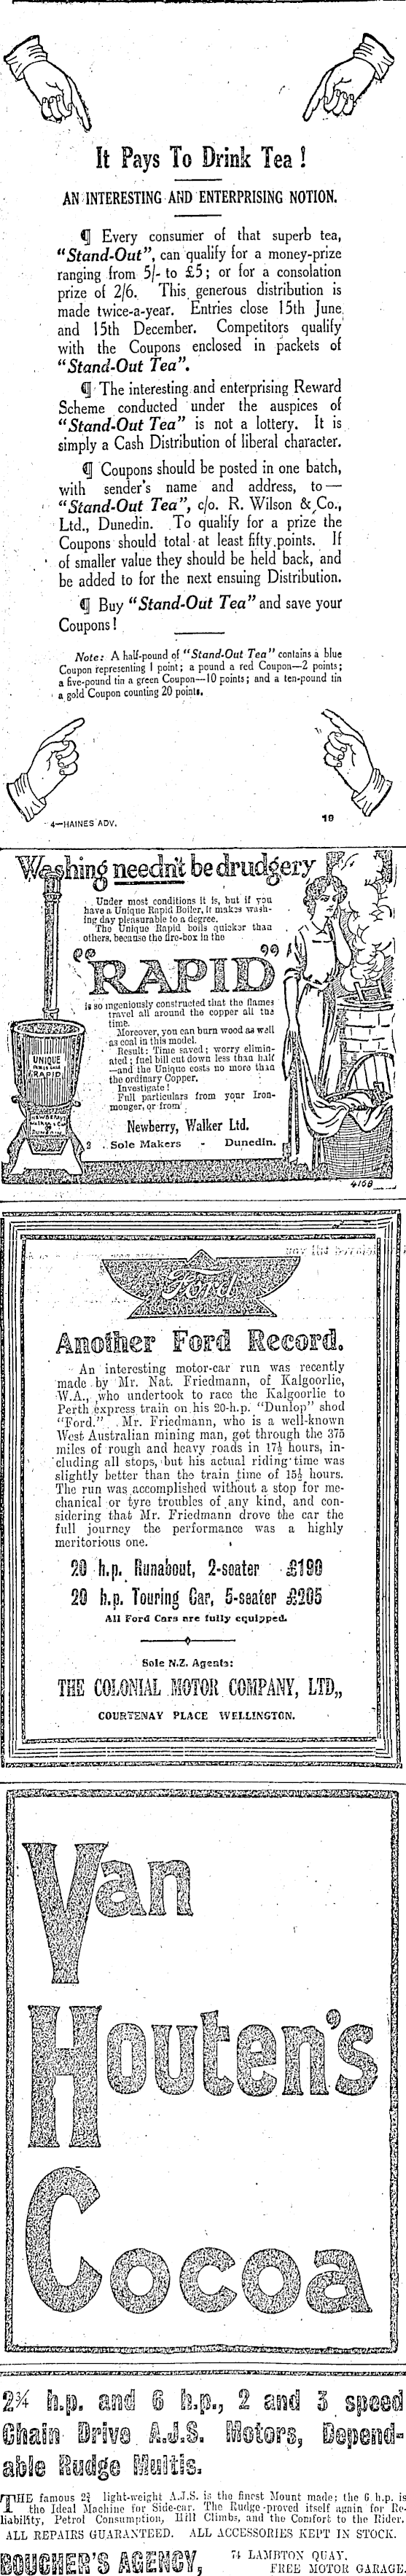 It Pays To Drink Tea!
AN INTERESTING AND ENTERPRISING NOTION.
¶ Every consumer of that superb tea,
"Stand-Out", can qualify for a money-prize
ranging from 5/- to £5; or for a consolation
prize of 2/6. This generous distribution is
made twice-a-year. Entries close 15th June
and 15th December. Competitors qualify
with the Coupons enclosed in packets of
"Stand-Out Tea".
¶ The interesting and enterprising Reward
Scheme conducted under the auspices of
"Stand-Out Tea" is not a lottery. It is
simply a Cash Distribution of liberal character.
¶ Coupons should be posted in one batch,
with sender's name and address, to—
"Stand-Out Tea", c/o. R. Wilson & Co.,
Ltd., Dunedin. To qualify for a prize the
Coupons should total at least fifty points. If
of smaller value they should be held back, and
be added to for the next ensuing Distribution.
¶ Buy "Stand-Out Tea" and save your
Coupons!
Note: A half-pound of "Stand-Out Tea" contains a blue
Coupon representing 1 point; a pound a red Coupon—2 points;
a five-pound tin a green Coupon—10 points; and a ten-pound tin
a gold Coupon counting 20 points.
4—HAINES ADV.
19
Washing needn't be drudgery
Under most conditions it is, but if you
have a Unique Rapid Boiler, it makes wash-
ing day pleasurable to a degree.
The Unique Rapid boils quicker than
others, because the fire-box in the
"RAPID"
is so ingeniously constructed that the flames
travel all around the copper all the
time.
Moreover, you can burn wood as well
as coal in this model.
Result: Time saved; worry elimin-
ated; fuel bill cut down less than half
—and the Unique costs no more than
the ordinary Copper.
Investigate!
Full particulars from your Iron-
monger, or from
Newberry, Walker Ltd.
Sole Makers - Dunedin.
UNIQUE
RAPID
NEWBERRY
DUNEDIN
2
4168
Ford
Another Ford Record.
An interesting motor-car run was recently
made by Mr. Nat. Friedmann, of Kalgoorlie,
W.A., who undertook to race the Kalgoorlie to
Perth express train on his 20-h.p. "Dunlop" shod
"Ford." Mr. Friedmann, who is a well-known
West Australian mining man, got through the 375
miles of rough and heavy roads in 17½ hours, in-
cluding all stops, but his actual riding time was
slightly better than the train time of 15½ hours.
The run was accomplished without a stop for me-
chanical or tyre troubles of any kind, and con-
sidering that Mr. Friedmann drove the car the
full journey the performance was a highly
meritorious one.
20 h.p. Runabout, 2-seater £190
20 h.p. Touring Car, 5-seater £205
All Ford Cars are fully equipped.
Sole N.Z. Agents:
THE COLONIAL MOTOR COMPANY, LTD.,
COURTENAY PLACE WELLINGTON.
Van
Houten's
Cocoa
2¾ h.p. and 6 h.p., 2 and 3 speed
Chain Drive A.J.S. Motors, Depend-
able Rudge Multis.
THE famous 2¾ light-weight A.J.S. is the finest Mount made; the 6 h.p. is
the Ideal Machine for Side-car. The Rudge proved itself again for Re-
liability, Petrol Consumption, Hill Climbs, and the Comfort to the Rider.
ALL REPAIRS GUARANTEED. ALL ACCESSORIES KEPT IN STOCK.
BOUCHER'S AGENCY,
74 LAMBTON QUAY.
FREE MOTOR GARAGE.